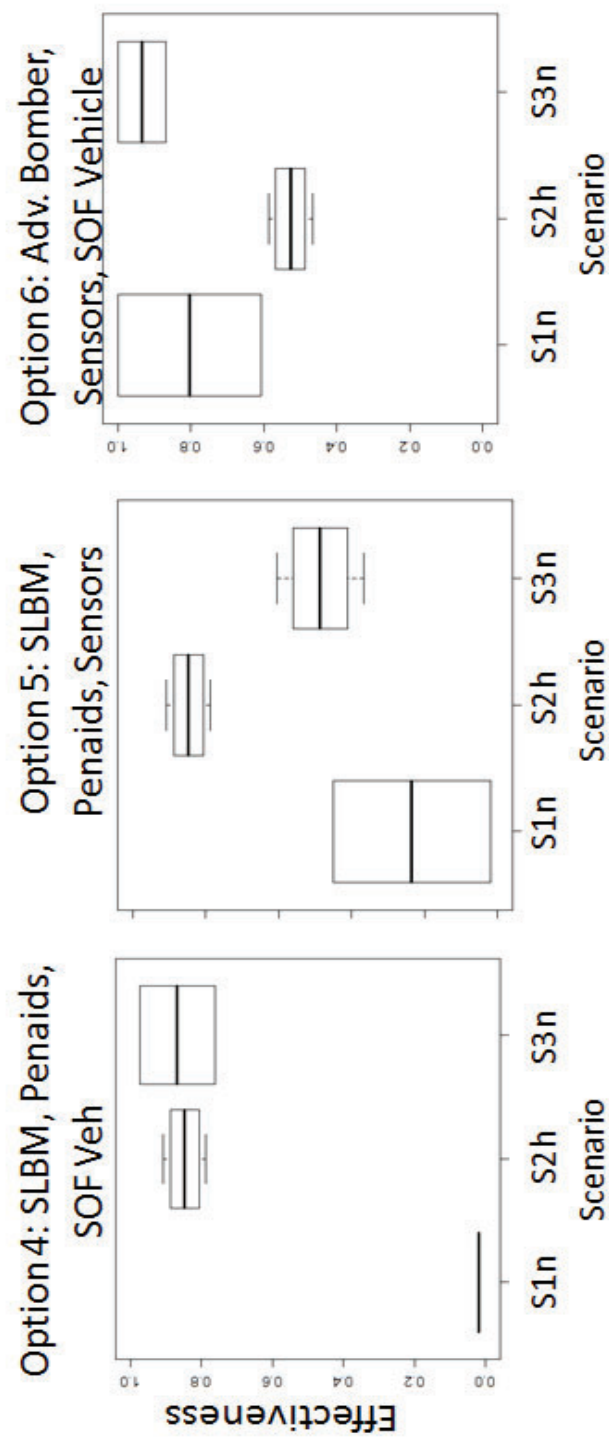 Option 4: SLBM, Penaids,
SOF Veh
Effectiveness
1.0
0.8
0.6
0.4
0.2
0.0
S1n
S2h
S3n
Scenario
Option 5: SLBM,
Penaids, Sensors
S1n
S2h
S3n
Scenario
Option 6: Adv. Bomber,
Sensors, SOF Vehicle
1.0
0.8
0.6
0.4
0.2
0.0
S1n
S2h
S3n
Scenario